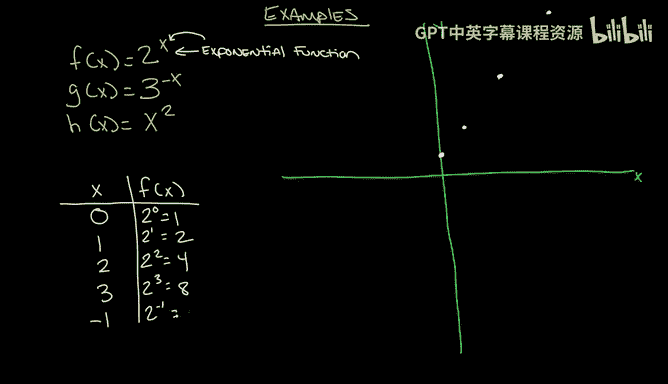 EXAMPLES
GPT中英字幕课程资源 bilibili
f(x)=2^x ← EXPONENTIAL FUNCTION
g(x)=3^-x
h(x)=x^2
x f(x)
0 2^0=1
1 2^1=2
2 2^2=4
3 2^3=8
-1 2^-1=
x